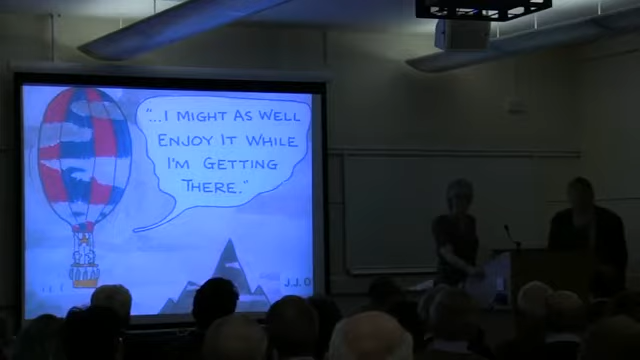 "...I MIGHT AS WELL
ENJOY IT WHILE
I'M GETTING
THERE."
J.J.O